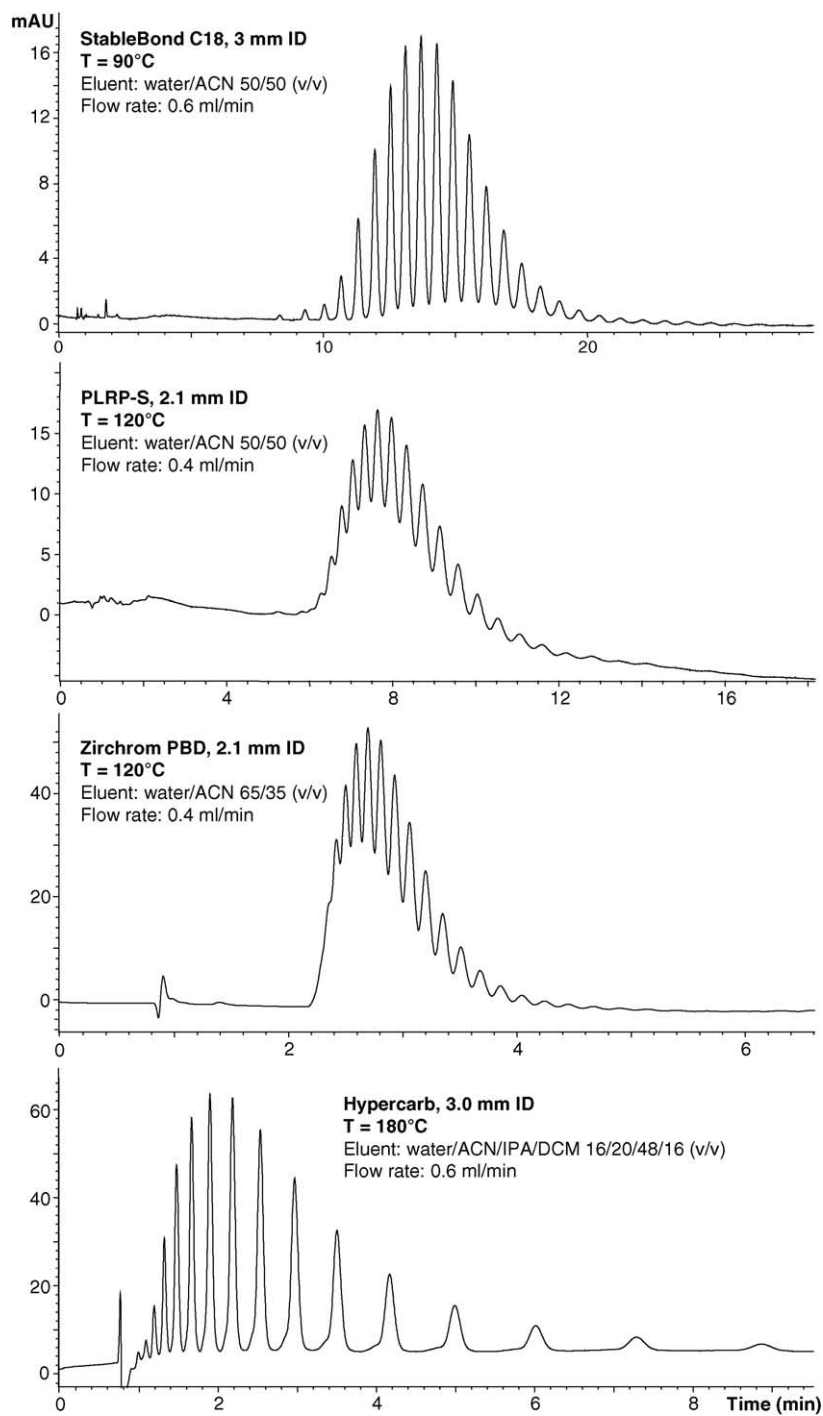 mAU
StableBond C18, 3 mm ID
T = 90°C
Eluent: water/ACN 50/50 (v/v)
Flow rate: 0.6 ml/min
16
12
8
4
0
0 10 20
PLRP-S, 2.1 mm ID
T = 120°C
Eluent: water/ACN 50/50 (v/v)
Flow rate: 0.4 ml/min
15
10
5
0
0 4 8 12 16
Zirchrom PBD, 2.1 mm ID
T = 120°C
Eluent: water/ACN 65/35 (v/v)
Flow rate: 0.4 ml/min
40
20
0
0 2 4 6
Hypercarb, 3.0 mm ID
T = 180°C
Eluent: water/ACN/IPA/DCM 16/20/48/16 (v/v)
Flow rate: 0.6 ml/min
60
40
20
0
0 2 4 6 8 Time (min)